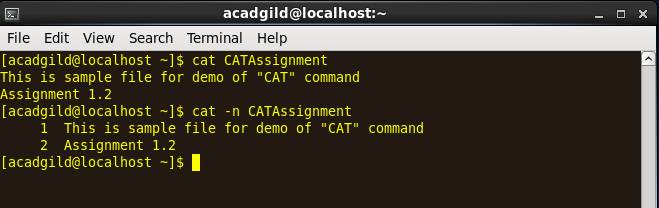 acadgild@localhost:~
File Edit View Search Terminal Help
[acadgild@localhost ~]$ cat CATAssignment
This is sample file for demo of "CAT" command
Assignment 1.2
[acadgild@localhost ~]$ cat -n CATAssignment
     1  This is sample file for demo of "CAT" command
     2  Assignment 1.2
[acadgild@localhost ~]$